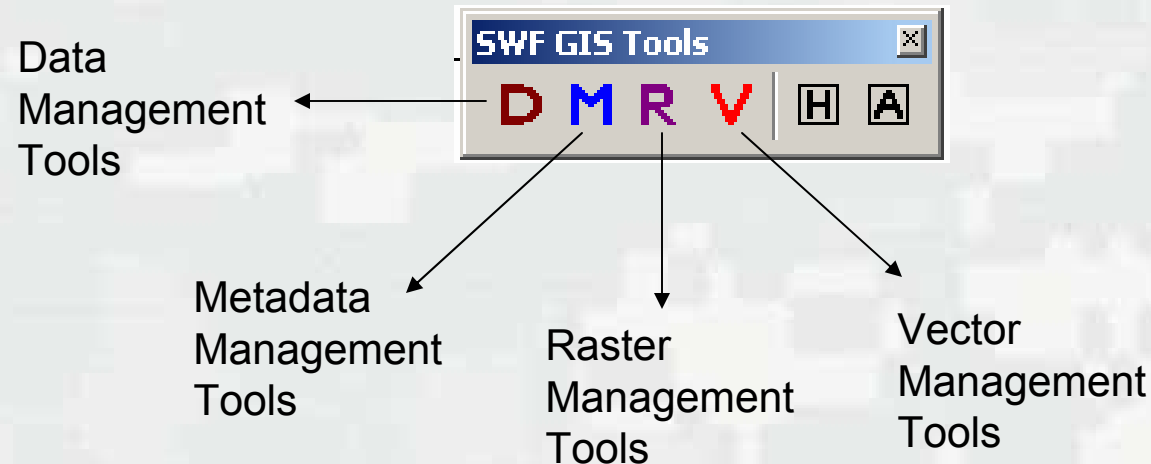 SWF GIS Tools
D M R V H A
Data
Management
Tools
Metadata
Management
Tools
Raster
Management
Tools
Vector
Management
Tools